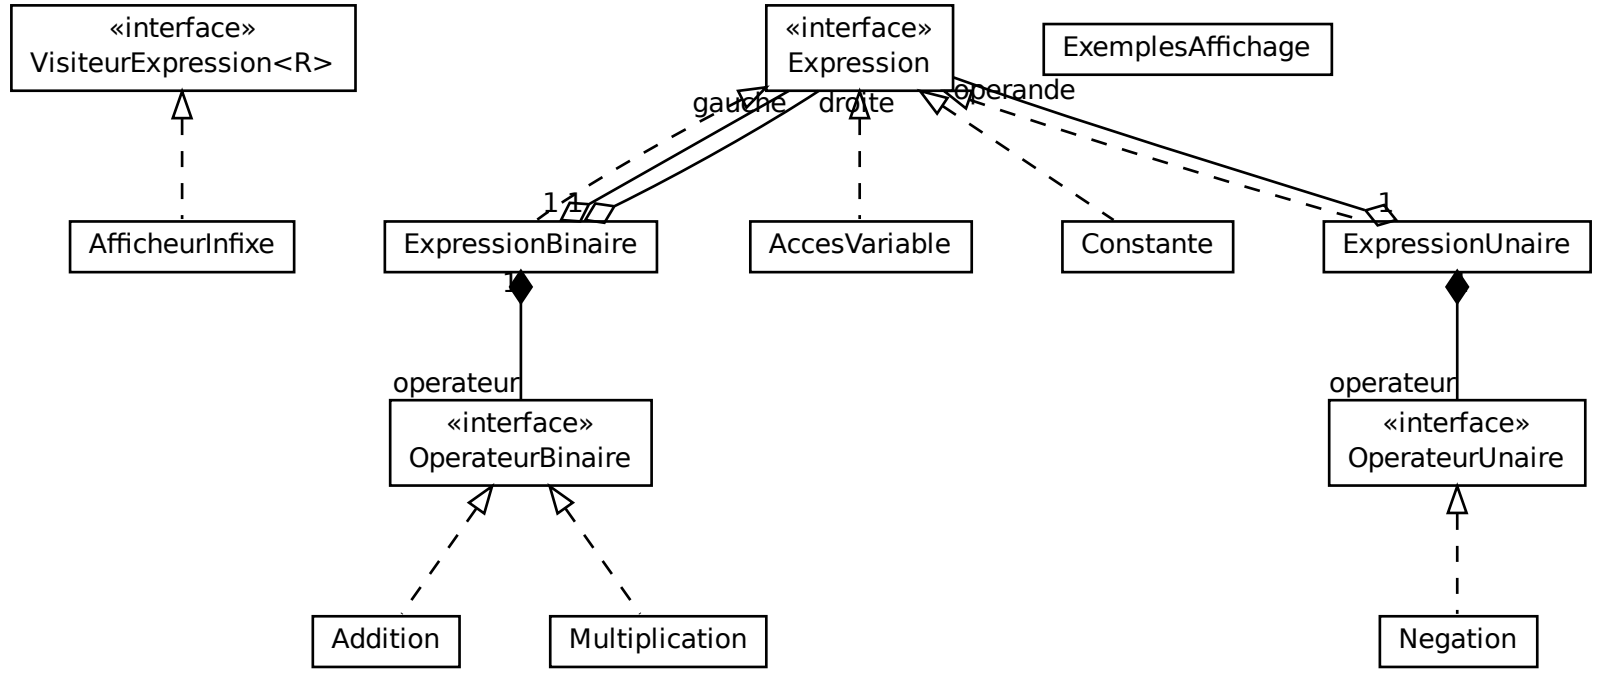 «interface»
VisiteurExpression<R>
«interface»
Expression
ExemplesAffichage
gauche
droite
operande
1
1
1
AfficheurInfixe
ExpressionBinaire
AccesVariable
Constante
ExpressionUnaire
1
operateur
operateur
«interface»
OperateurBinaire
«interface»
OperateurUnaire
Addition
Multiplication
Negation